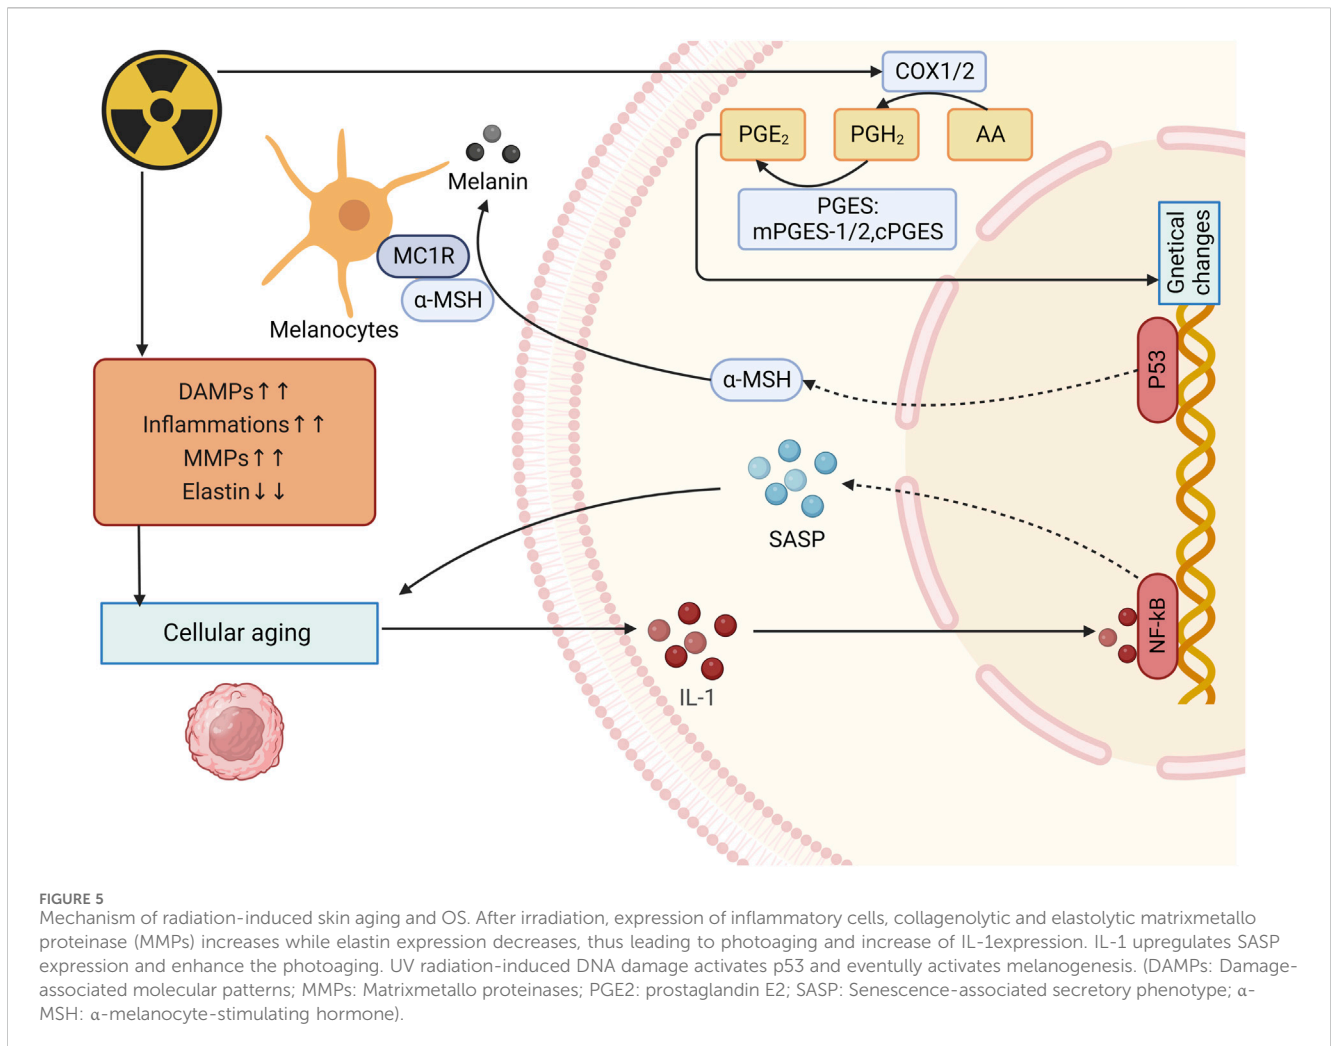 COX1/2
PGE2
PGH2
AA
PGES:
mPGES-1/2,cPGES
Melanin
MC1R
α-MSH
Melanocytes
Gnetical
changes
P53
α-MSH
DAMPs↑↑
Inflammations↑↑
MMPs↑↑
Elastin↓↓
SASP
Cellular aging
IL-1
NF-kB
FIGURE 5
Mechanism of radiation-induced skin aging and OS. After irradiation, expression of inflammatory cells, collagenolytic and elastolytic matrixmetallo
proteinase (MMPs) increases while elastin expression decreases, thus leading to photoaging and increase of IL-1expression. IL-1 upregulates SASP
expression and enhance the photoaging. UV radiation-induced DNA damage activates p53 and eventully activates melanogenesis. (DAMPs: Damage-
associated molecular patterns; MMPs: Matrixmetallo proteinases; PGE2: prostaglandin E2; SASP: Senescence-associated secretory phenotype; α-
MSH: α-melanocyte-stimulating hormone).